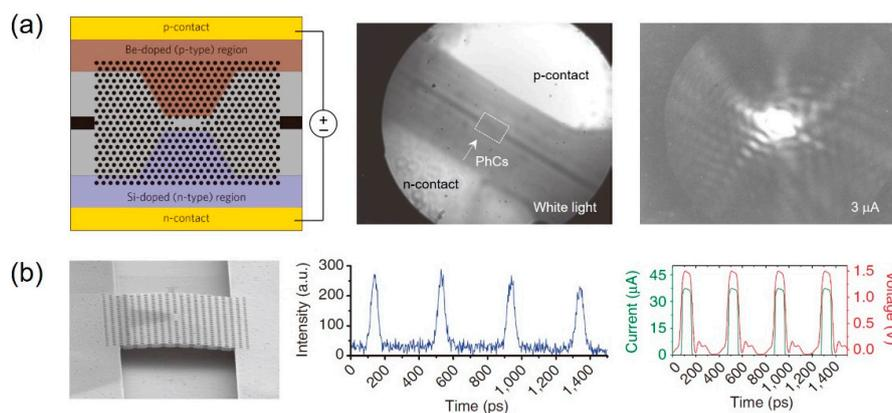 (a)
p-contact
Be-doped (p-type) region
Si-doped (n-type) region
n-contact
+
−
p-contact
PhCs
n-contact
White light
3 μA
(b)
Intensity (a.u.)
300
200
100
0
0
200
400
600
800
1,000
1,200
1,400
Time (ps)
Current (μA)
45
30
15
0
Voltage (V)
1.5
1.0
0.5
0.0
0
200
400
600
800
1,000
1,200
1,400
Time (ps)